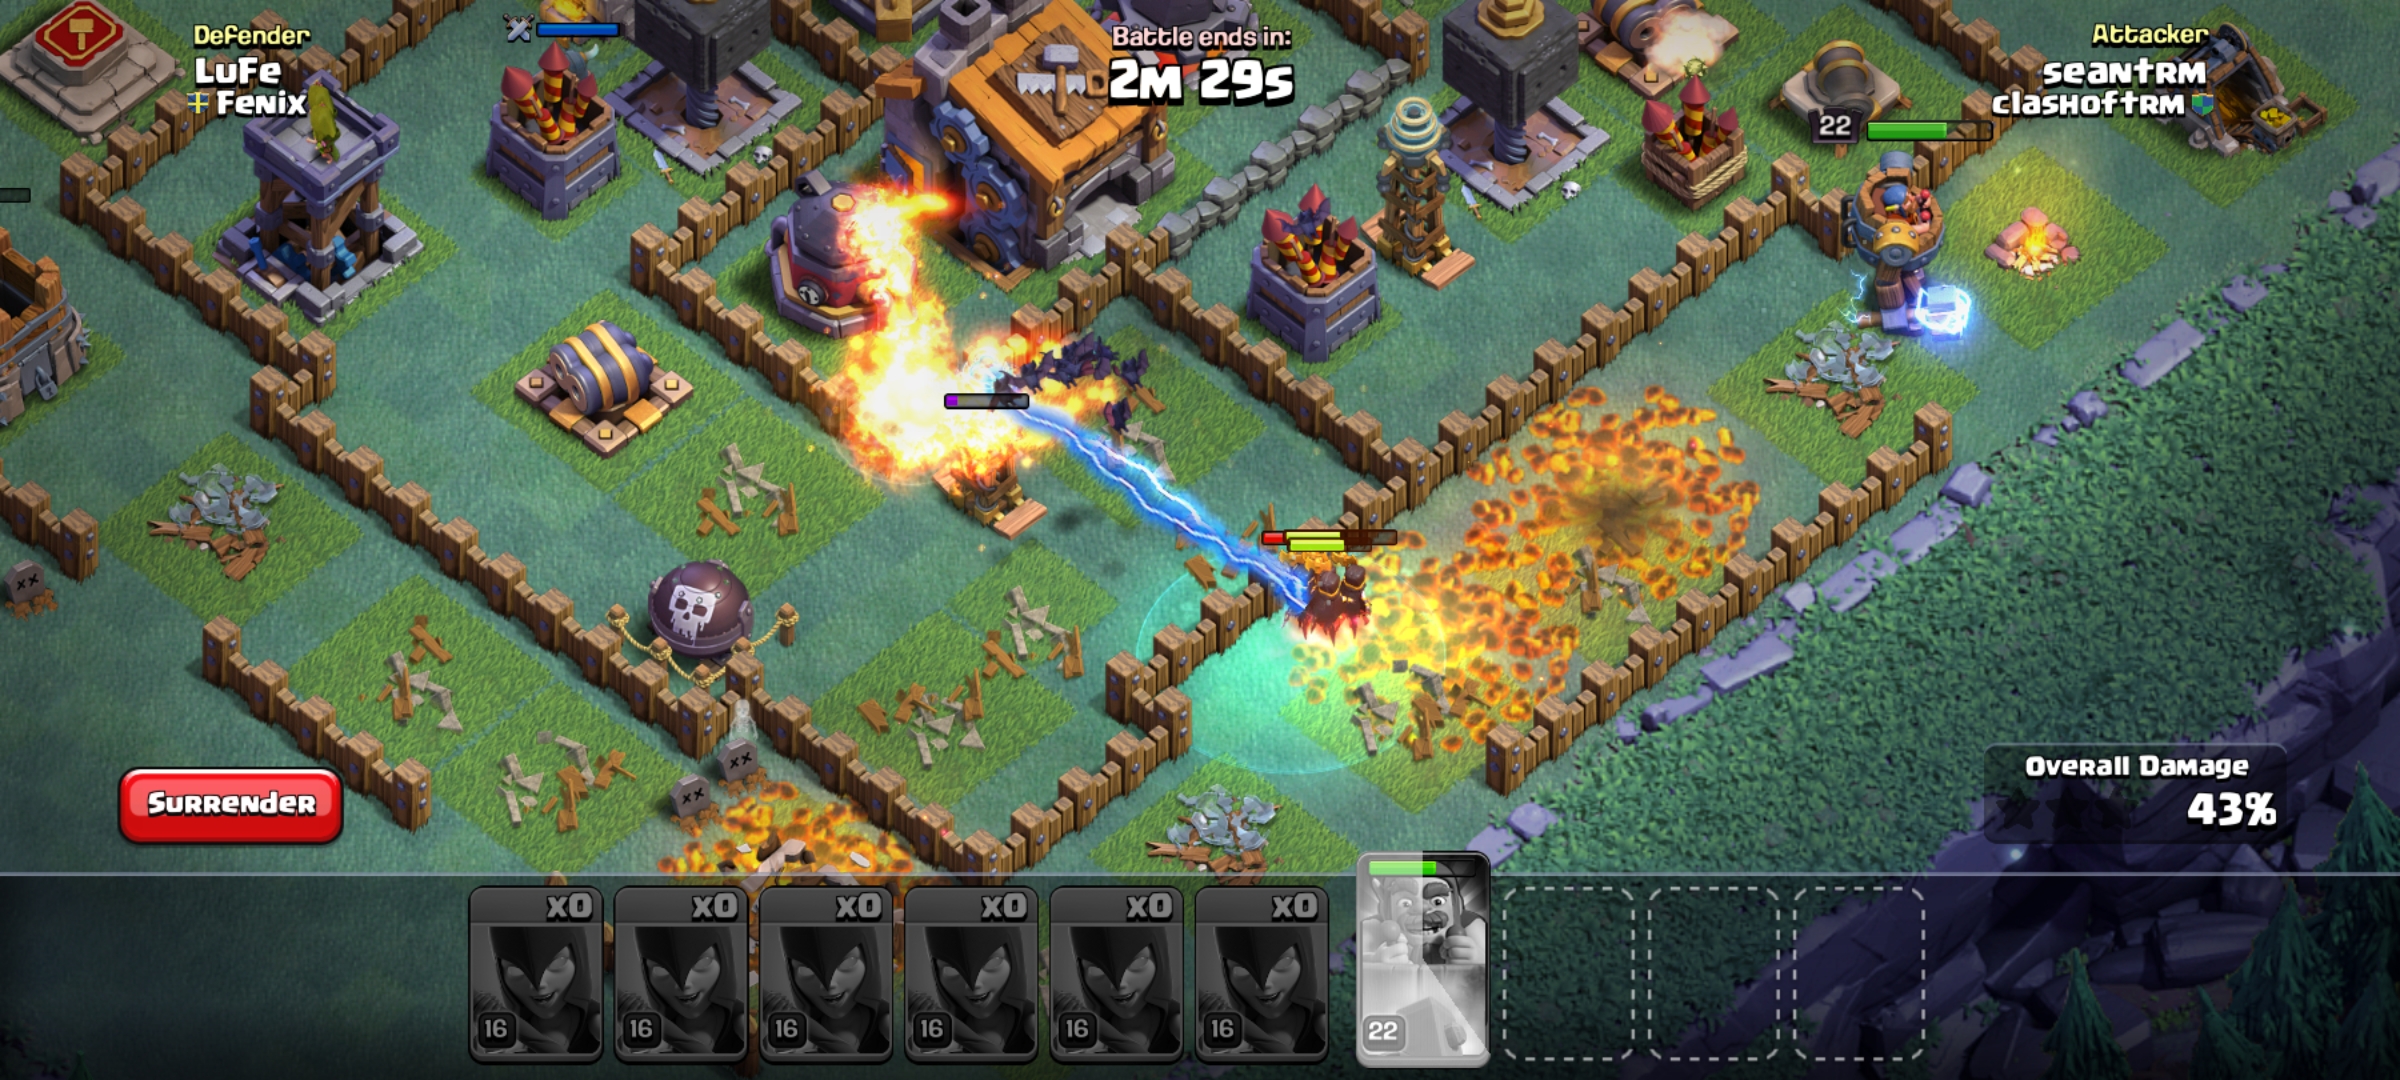 Defender
LuFe
Fenix
Battle ends in:
2M 29s
Attacker
seantRM
clashoftRM
22
Surrender
Overall Damage
43%
x0
x0
x0
x0
x0
x0
16
16
16
16
16
16
22